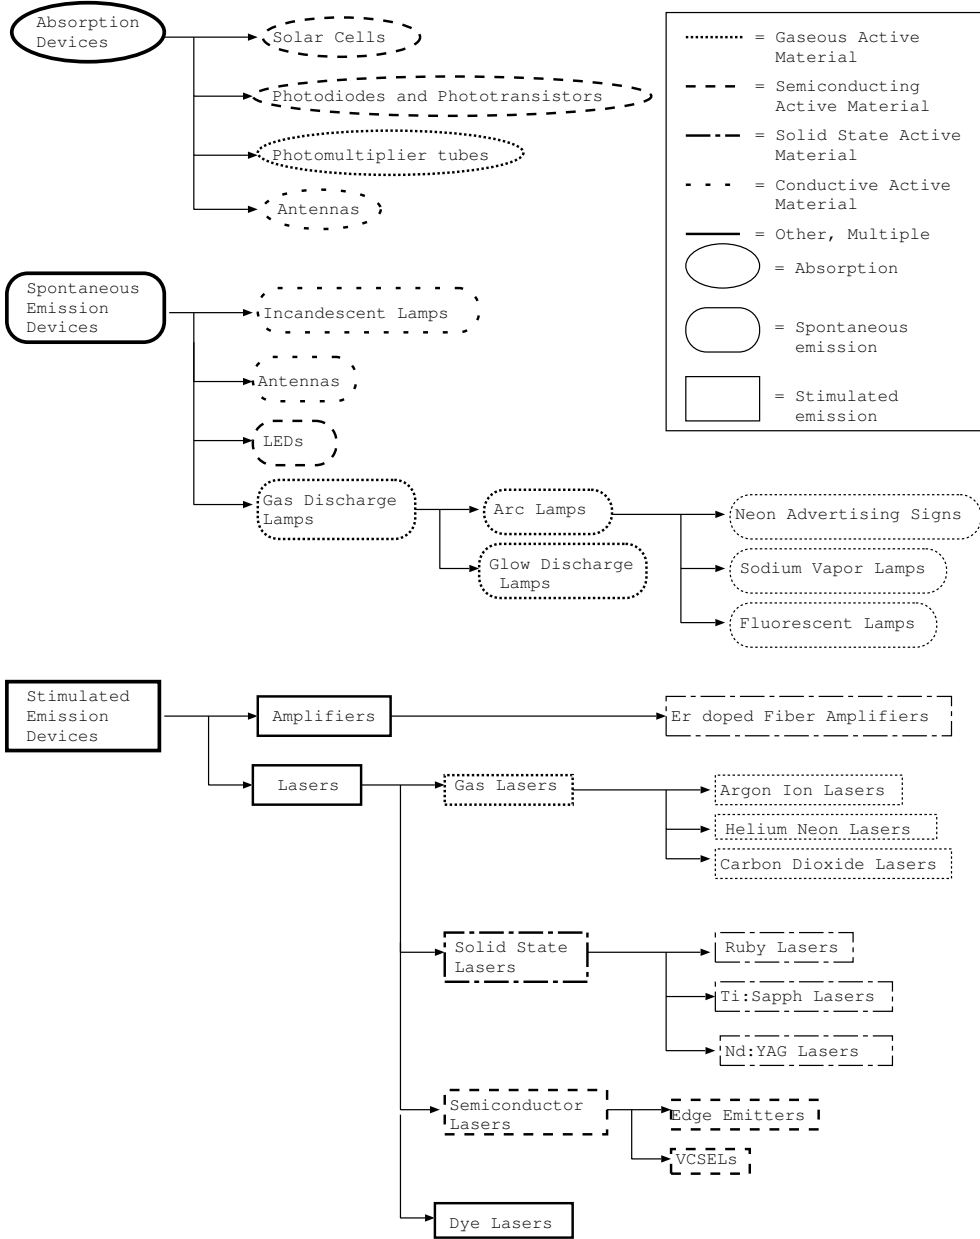 Absorption
Devices
Solar Cells
Photodiodes and Phototransistors
Photomultiplier tubes
Antennas
= Gaseous Active
Material
= Semiconducting
Active Material
= Solid State Active
Material
= Conductive Active
Material
= Other, Multiple
= Absorption
= Spontaneous
emission
= Stimulated
emission
Spontaneous
Emission
Devices
Incandescent Lamps
Antennas
LEDs
Gas Discharge
Lamps
Arc Lamps
Glow Discharge
Lamps
Neon Advertising Signs
Sodium Vapor Lamps
Fluorescent Lamps
Stimulated
Emission
Devices
Amplifiers
Er doped Fiber Amplifiers
Lasers
Gas Lasers
Argon Ion Lasers
Helium Neon Lasers
Carbon Dioxide Lasers
Solid State
Lasers
Ruby Lasers
Ti:Sapph Lasers
Nd:YAG Lasers
Semiconductor
Lasers
Edge Emitters
VCSELs
Dye Lasers